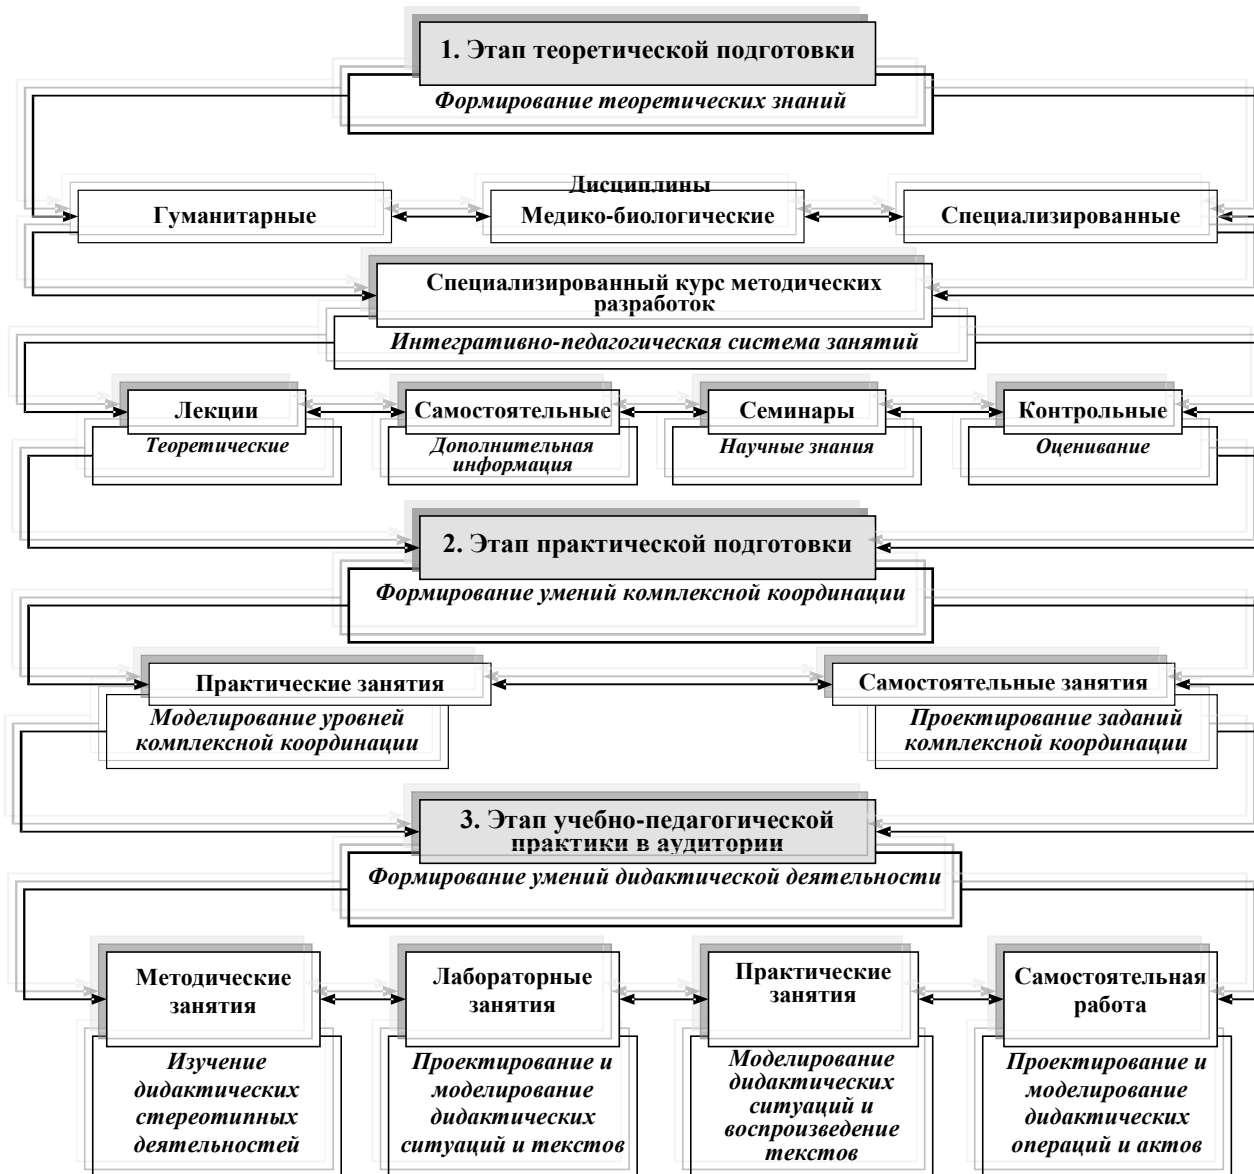 1. Этап теоретической подготовки
Формирование теоретических знаний
Дисциплины
Гуманитарные
Медико-биологические
Специализированные
Специализированный курс методических
разработок
Интегративно-педагогическая система занятий
Лекции
Теоретические
Самостоятельные
Дополнительная
информация
Семинары
Научные знания
Контрольные
Оценивание
2. Этап практической подготовки
Формирование умений комплексной координации
Практические занятия
Моделирование уровней
комплексной координации
Самостоятельные занятия
Проектирование заданий
комплексной координации
3. Этап учебно-педагогической
практики в аудитории
Формирование умений дидактической деятельности
Методические
занятия
Изучение
дидактических
стереотипных
деятельностей
Лабораторные
занятия
Проектирование и
моделирование
дидактических
ситуаций и текстов
Практические
занятия
Моделирование
дидактических
ситуаций и
воспроизведение
текстов
Самостоятельная
работа
Проектирование и
моделирование
дидактических
операций и актов